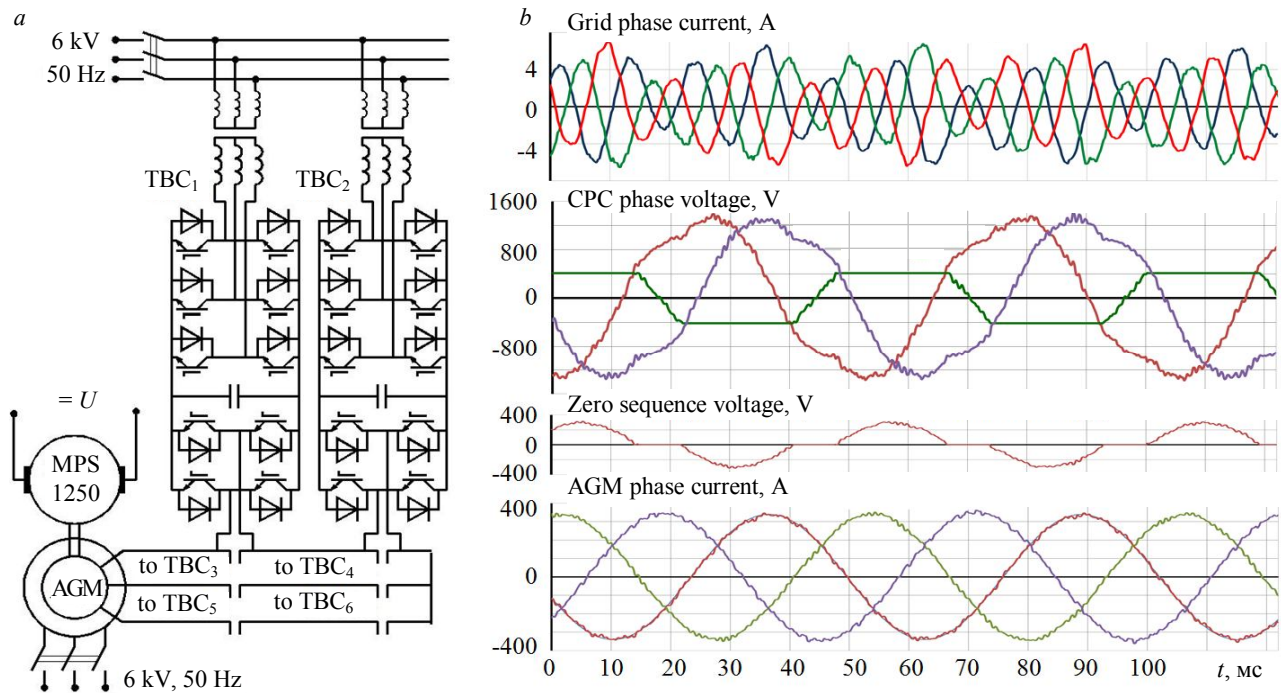 a
6 kV
50 Hz
TBC₁
TBC₂
= U
MPS
1250
AGM
to TBC₃
to TBC₄
to TBC₅
to TBC₆
6 kV, 50 Hz
b
Grid phase current, A
4
0
-4
CPC phase voltage, V
1600
800
0
-800
Zero sequence voltage, V
400
0
-400
AGM phase current, A
400
0
-400
0 10 20 30 40 50 60 70 80 90 100 t, мс